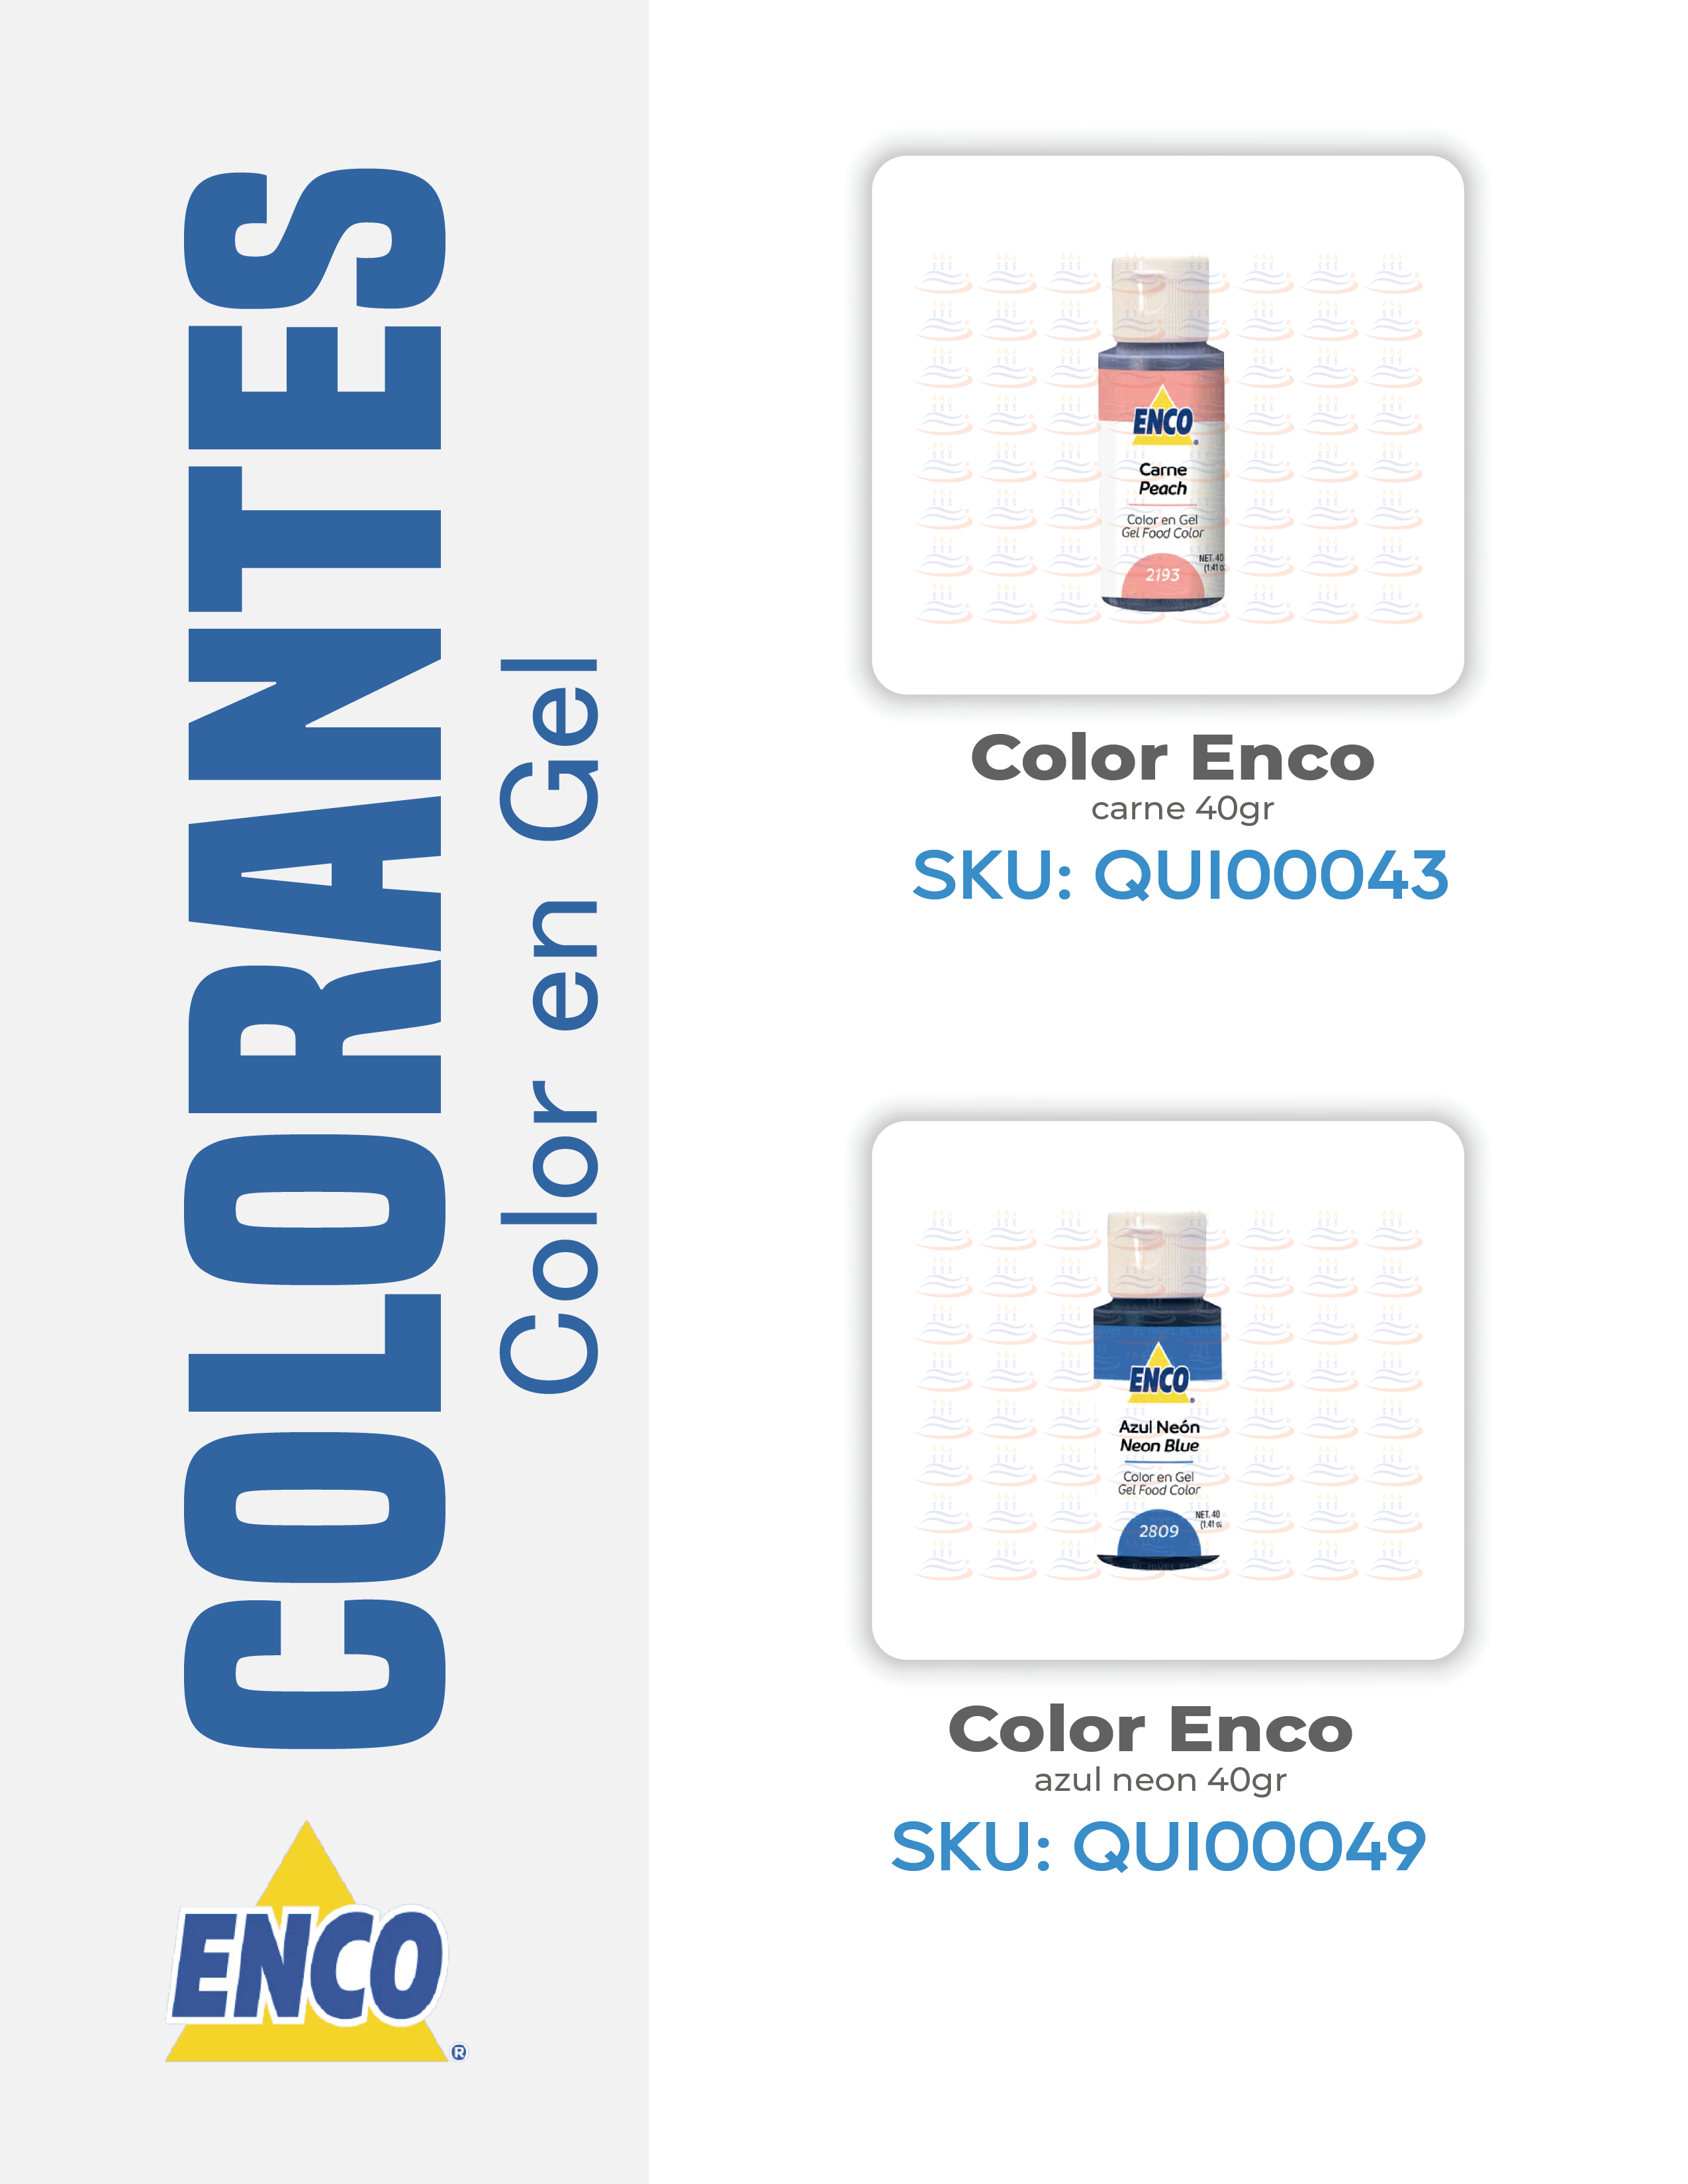 COLORANTES
Color en Gel
ENCO
®
ENCO
Carne
Peach
Color en Gel
Gel Food Color
NET. 40
(1.41 oz
2193
Color Enco
carne 40gr
SKU: QUI00043
ENCO
Azul Neón
Neon Blue
Color en Gel
Gel Food Color
NET. 40
(1.41 oz
2809
Color Enco
azul neon 40gr
SKU: QUI00049